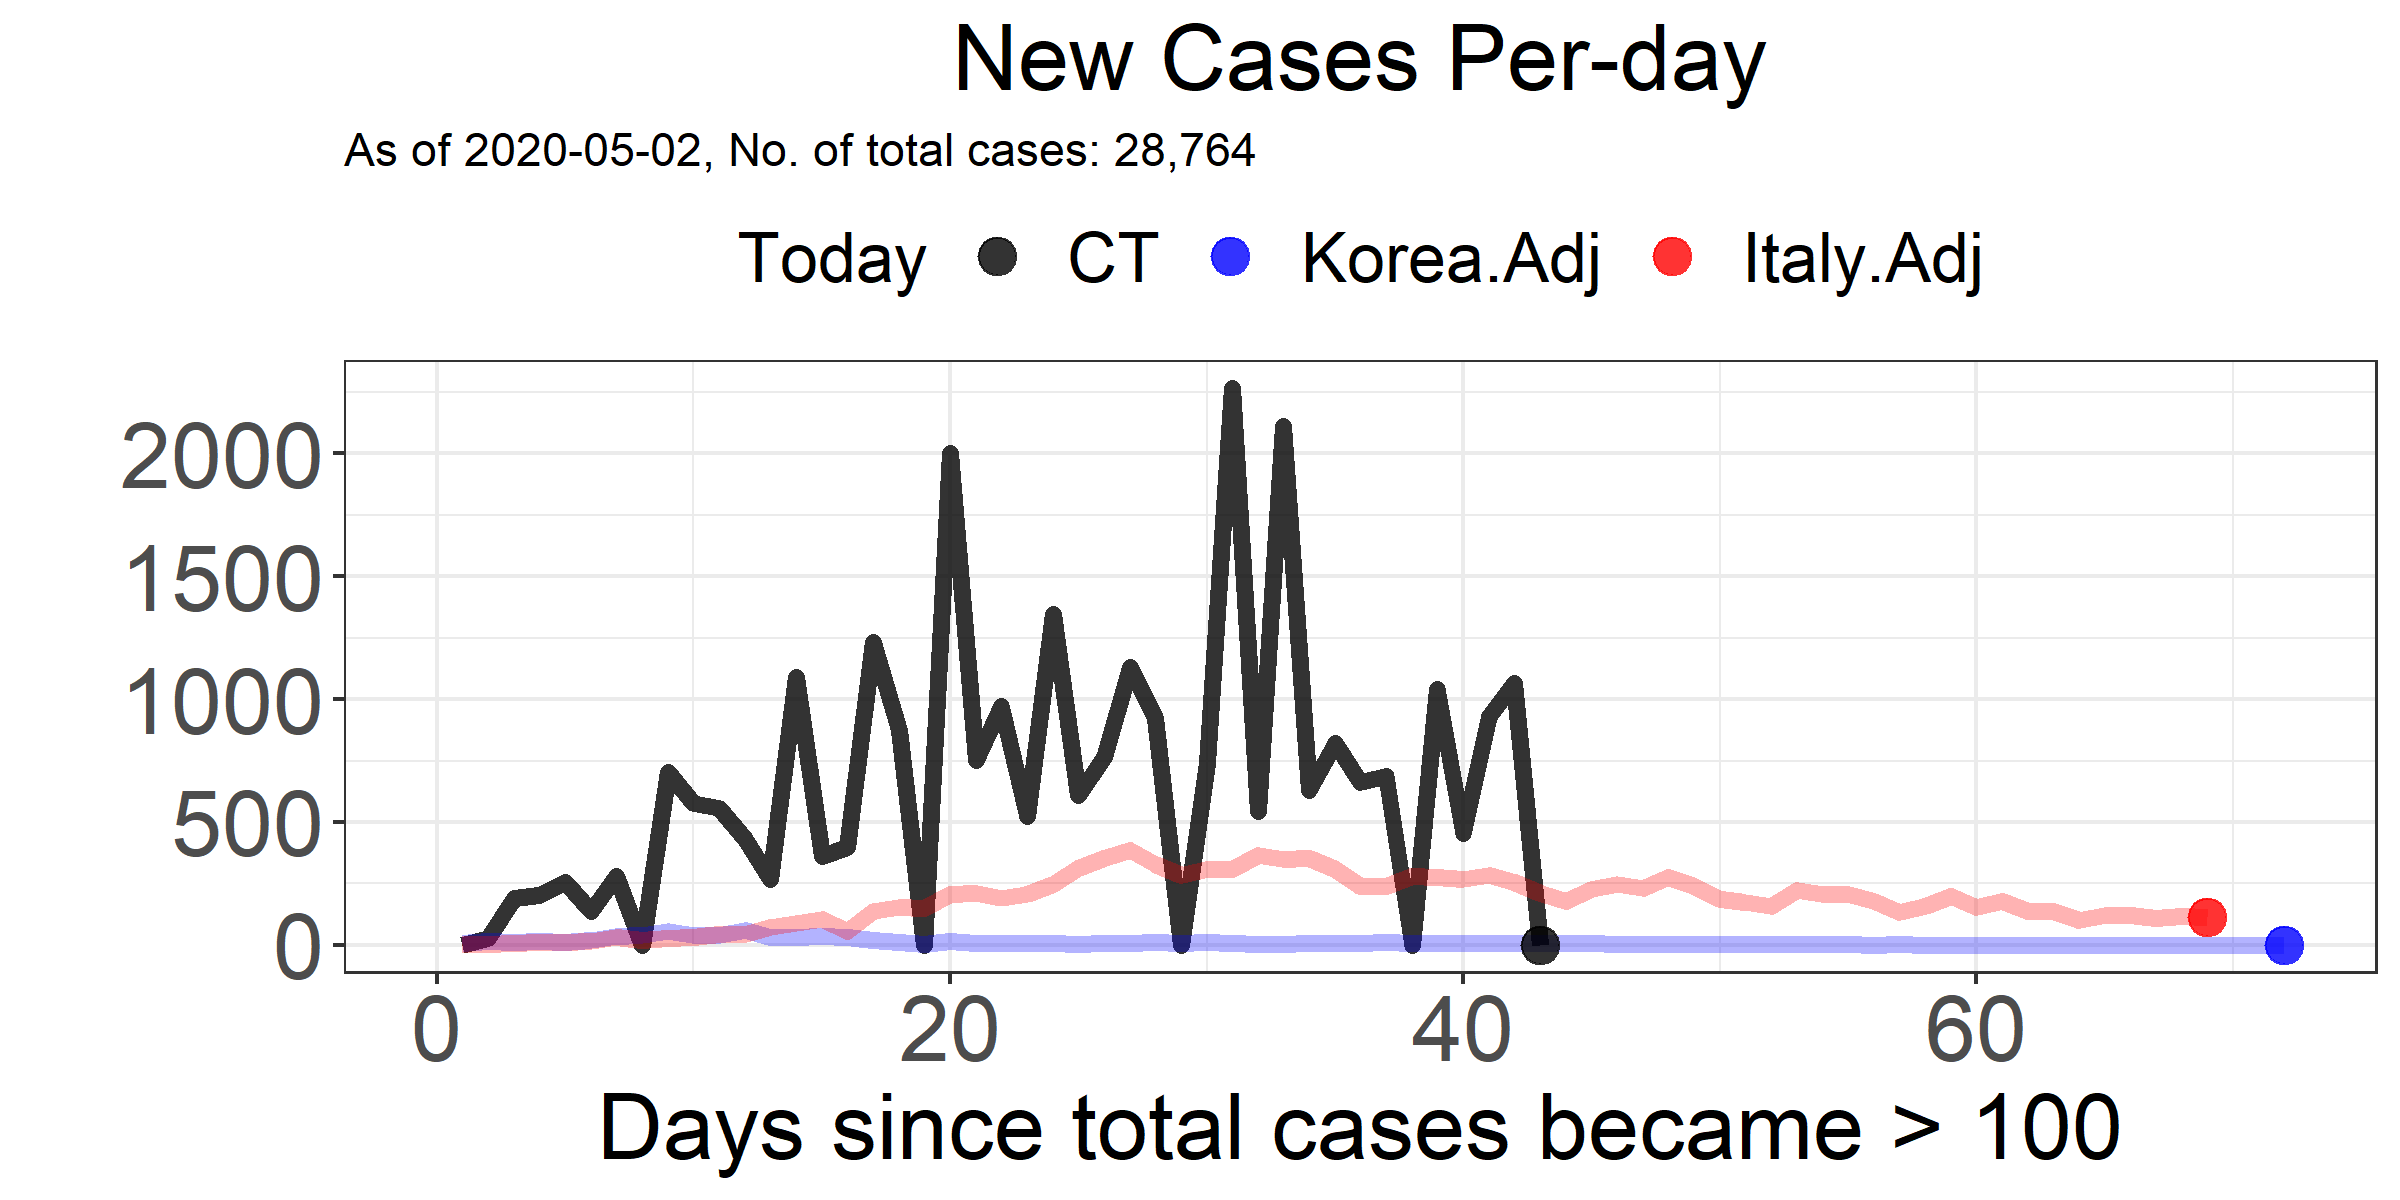 New Cases Per-day
As of 2020-05-02, No. of total cases: 28,764
Today CT Korea.Adj Italy.Adj
2000
1500
1000
500
0
0 20 40 60
Days since total cases became > 100